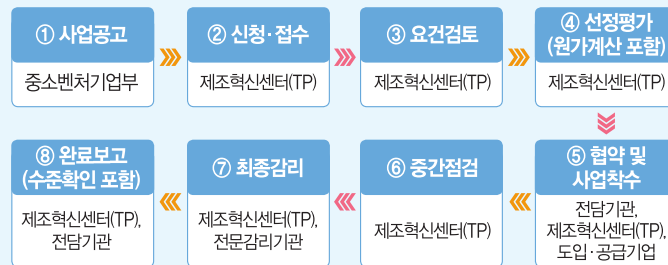 ① 사업공고
중소벤처기업부
② 신청·접수
제조혁신센터(TP)
③ 요건검토
제조혁신센터(TP)
④ 선정평가
(원가계산 포함)
제조혁신센터(TP)
⑤ 협약 및
사업착수
전담기관,
제조혁신센터(TP),
도입·공급기업
⑥ 중간점검
제조혁신센터(TP)
⑦ 최종감리
제조혁신센터(TP),
전문감리기관
⑧ 완료보고
(수준확인 포함)
제조혁신센터(TP),
전담기관